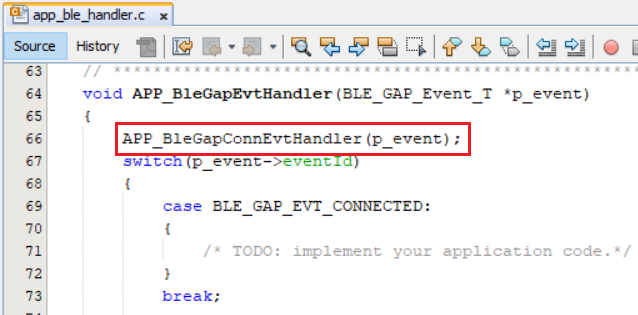 app_ble_handler.c x
Source History
63 // ****************************************************
64 void APP_BleGapEvtHandler(BLE_GAP_Event_T *p_event)
65 {
66 APP_BleGapConnEvtHandler(p_event);
67 switch(p_event->eventId)
68 {
69 case BLE_GAP_EVT_CONNECTED:
70 {
71 /* TODO: implement your application code.*/
72 }
73 break;